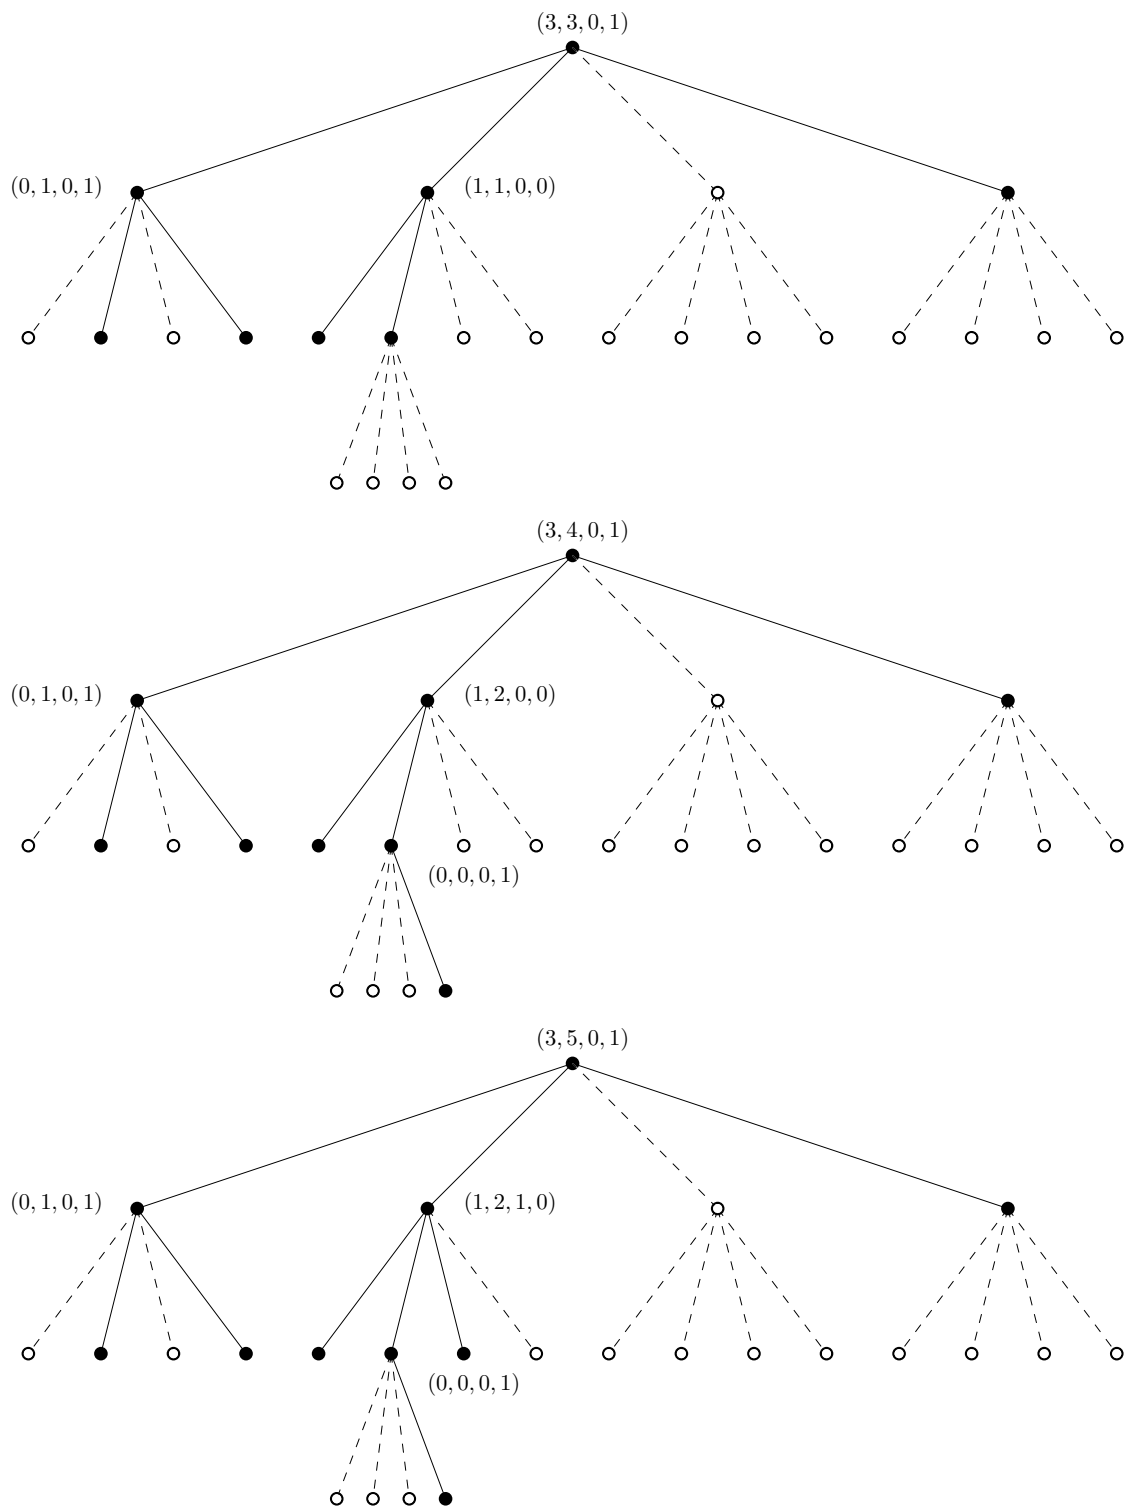 (3, 3, 0, 1)
(0, 1, 0, 1)
(1, 1, 0, 0)
(3, 4, 0, 1)
(0, 1, 0, 1)
(1, 2, 0, 0)
(0, 0, 0, 1)
(3, 5, 0, 1)
(0, 1, 0, 1)
(1, 2, 1, 0)
(0, 0, 0, 1)